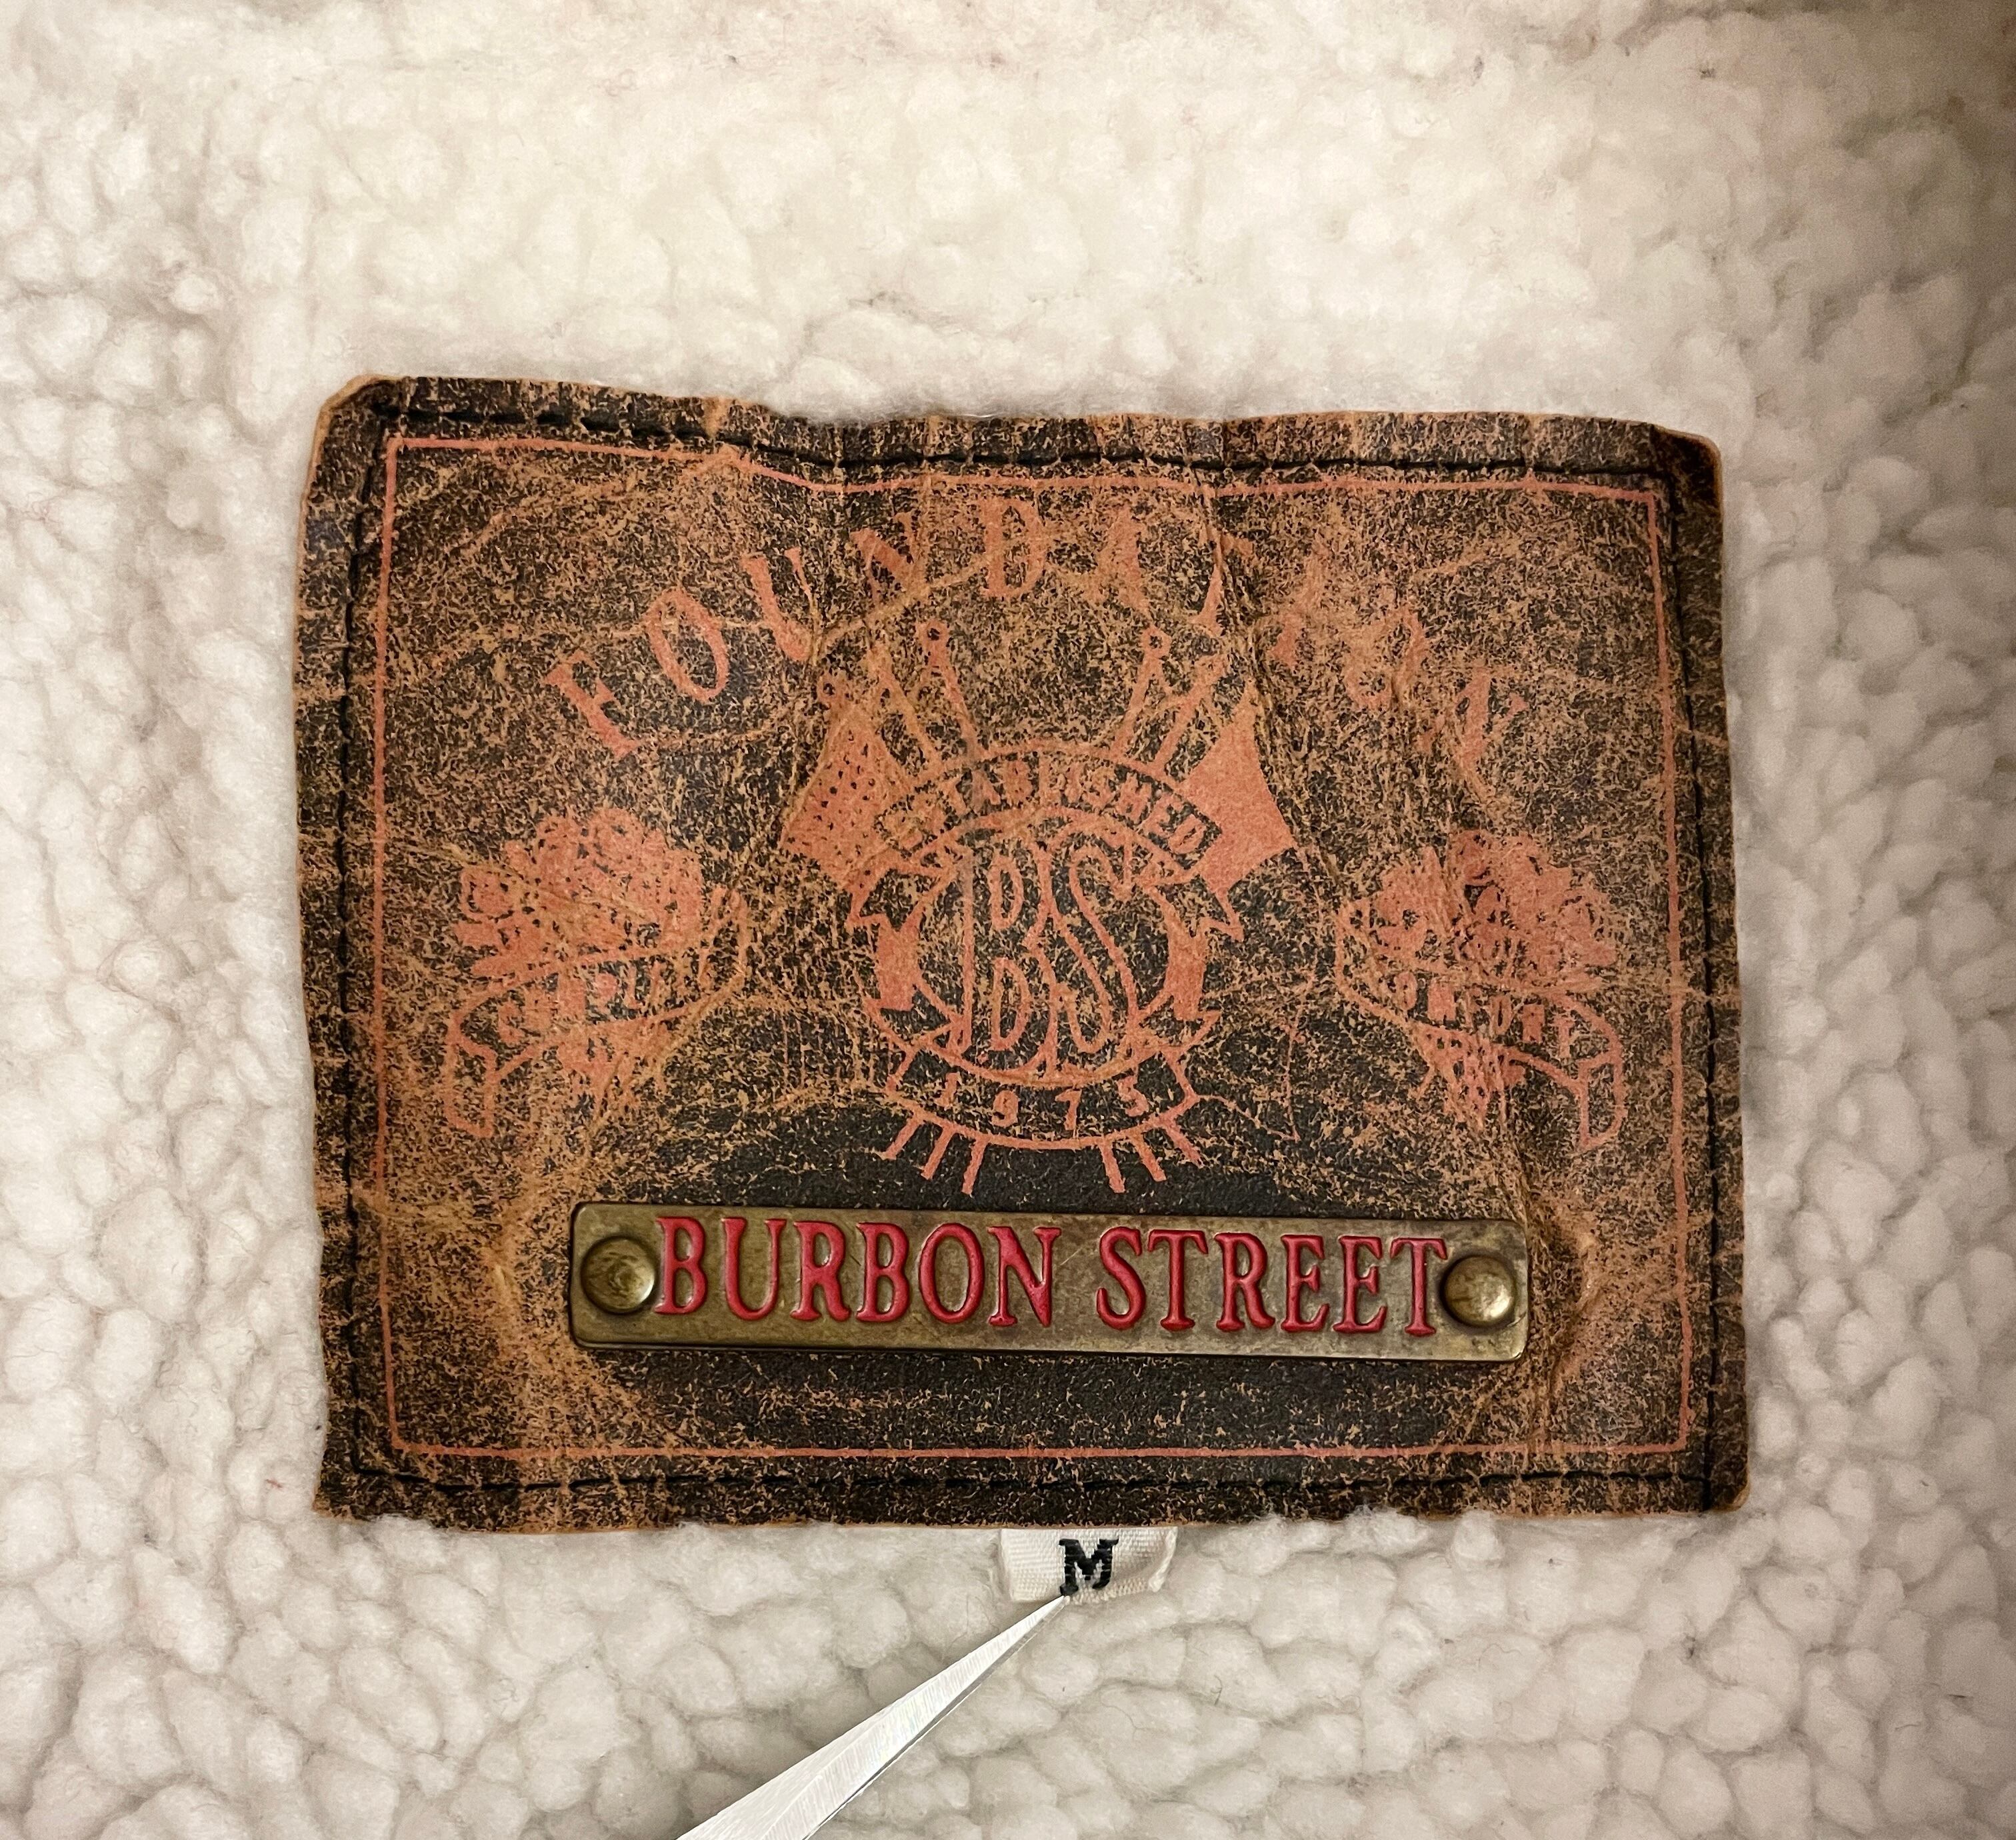 FOUNDATION
ESTABLISHED
BS
1975
BURBON STREET
M